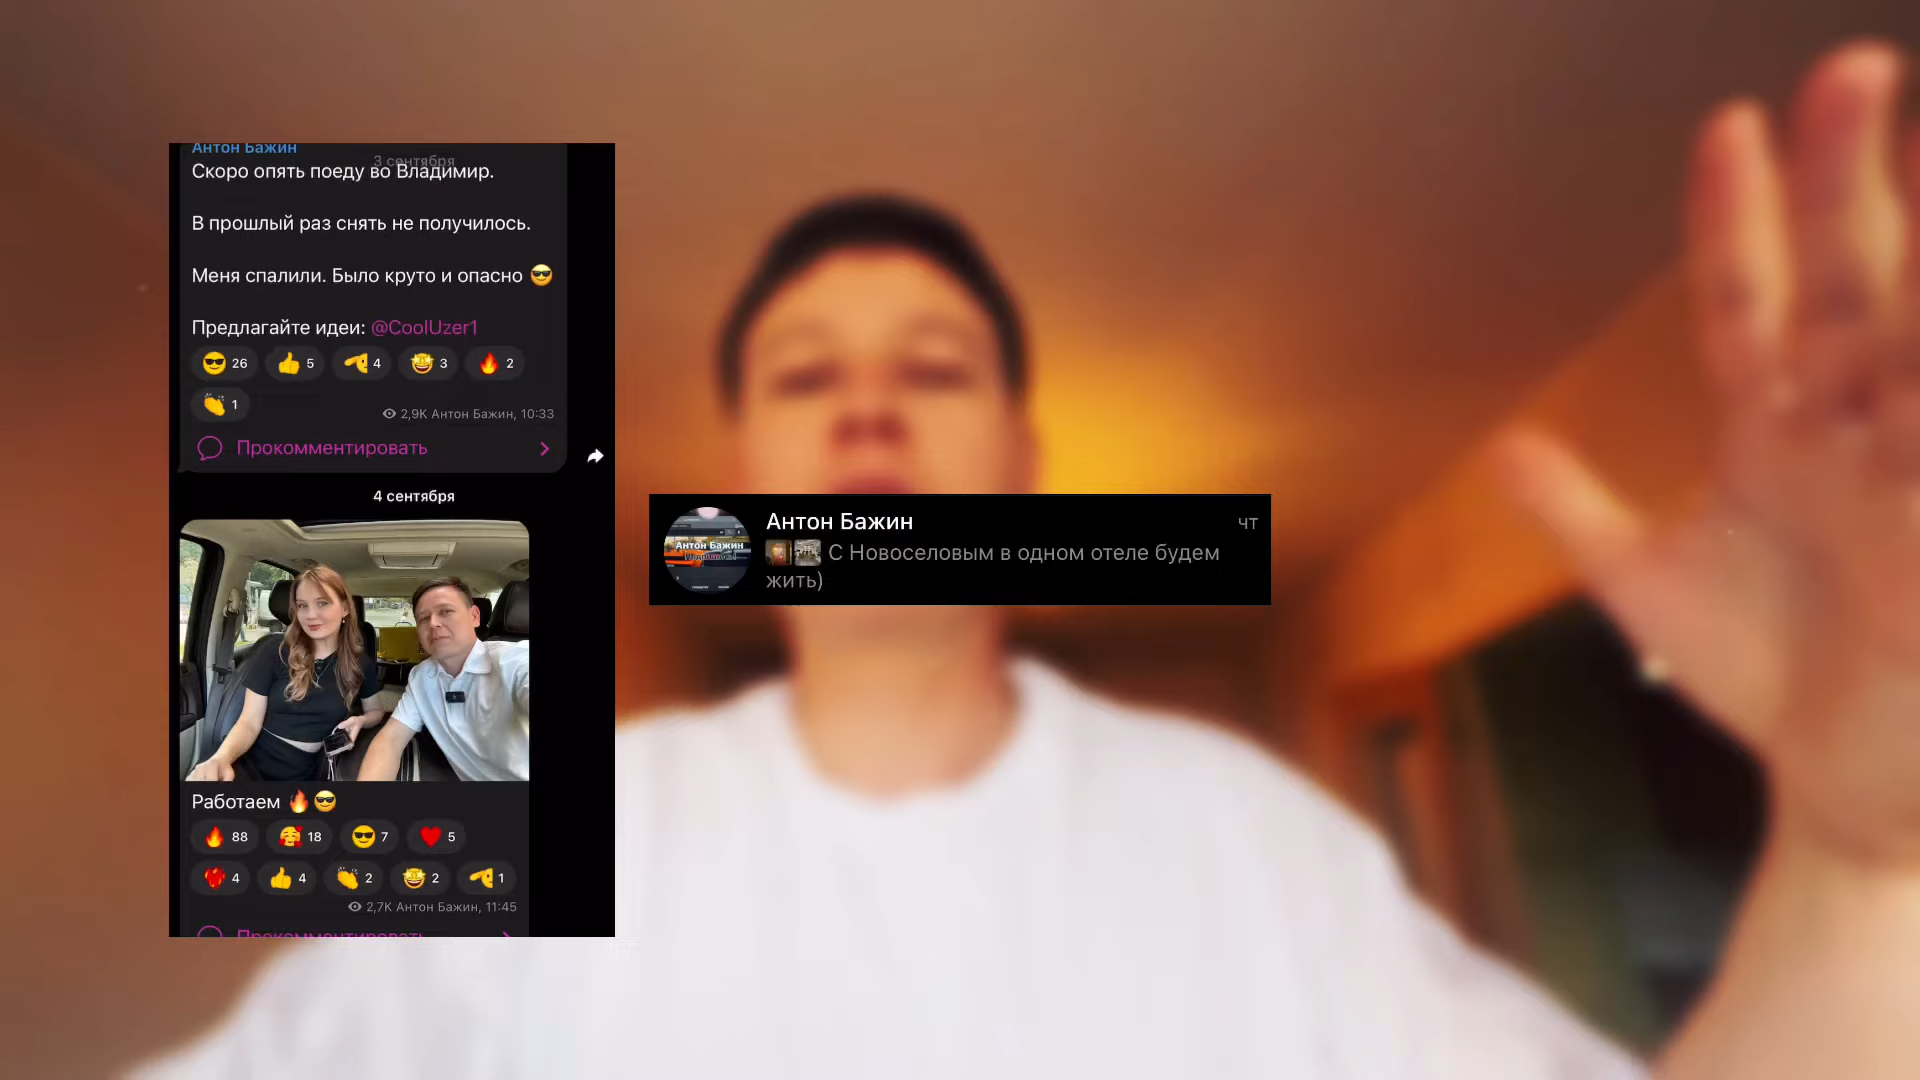 Антон Бажин
3 сентября
Скоро опять поеду во Владимир.
В прошлый раз снять не получилось.
Меня спалили. Было круто и опасно 😎
Предлагайте идеи: @CoolUzer1
😎 26 👍 5 4 🤩 3 🔥 2
👏 1
2,9K Антон Бажин, 10:33
Прокомментировать
4 сентября
Работаем 🔥😎
🔥 88 🥰 18 😎 7 ❤ 5
4 👍 4 👏 2 🤩 2 1
2,7K Антон Бажин, 11:45
Прокомментировать
Антон Бажин
Антон Бажин чт
С Новоселовым в одном отеле будем
жить)